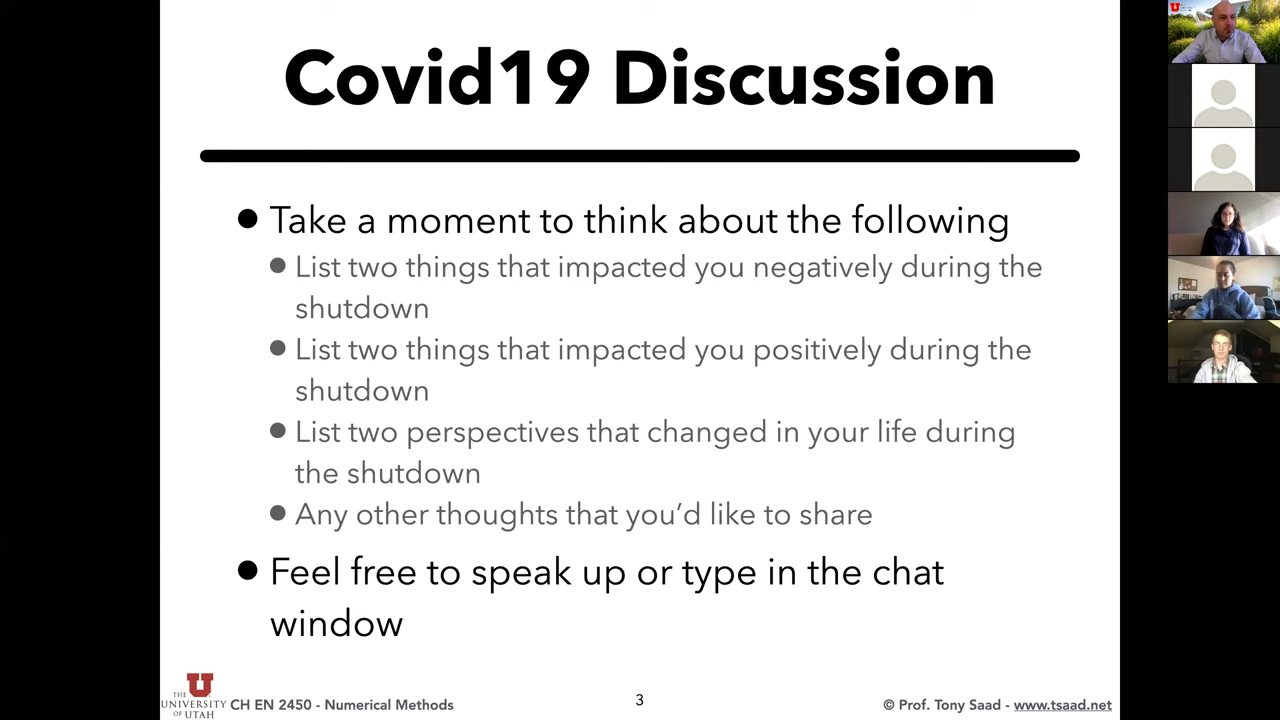 Covid19 Discussion
• Take a moment to think about the following
• List two things that impacted you negatively during the
shutdown
• List two things that impacted you positively during the
shutdown
• List two perspectives that changed in your life during
the shutdown
• Any other thoughts that you’d like to share
• Feel free to speak up or type in the chat
window
THE
UNIVERSITY
OF UTAH
CH EN 2450 - Numerical Methods
3
© Prof. Tony Saad - www.tsaad.net